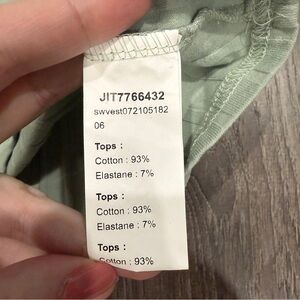 JIT7766432
swvest072105182
06
Tops :
Cotton : 93%
Elastane : 7%
Tops :
Cotton : 93%
Elastane : 7%
Tops :
Cotton : 93%